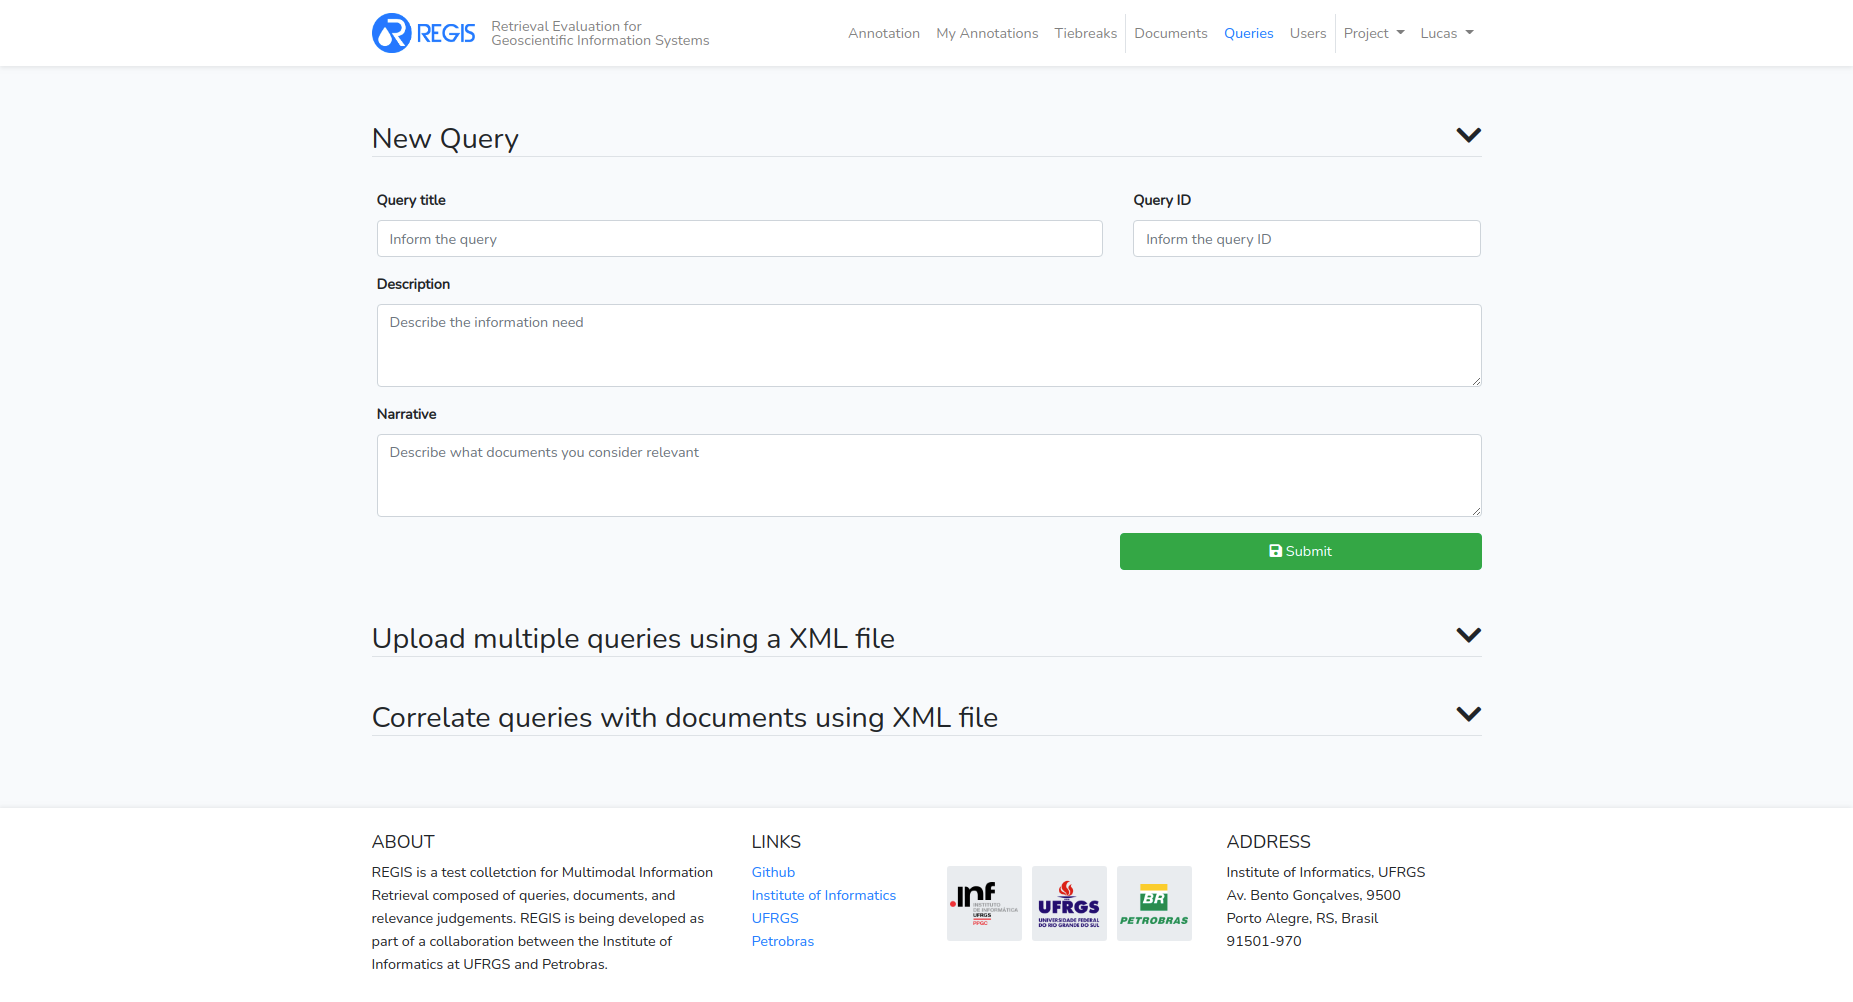 REGIS
Retrieval Evaluation for
Geoscientific Information Systems
Annotation My Annotations Tiebreaks Documents Queries Users Project Lucas
New Query
Query title Query ID
Inform the query Inform the query ID
Description
Describe the information need
Narrative
Describe what documents you consider relevant
Submit
Upload multiple queries using a XML file
Correlate queries with documents using XML file
ABOUT
REGIS is a test colletction for Multimodal Information
Retrieval composed of queries, documents, and
relevance judgements. REGIS is being developed as
part of a collaboration between the Institute of
Informatics at UFRGS and Petrobras.
LINKS
Github
Institute of Informatics
UFRGS
Petrobras
.inf
INSTITUTO
DE INFORMÁTICA
UFRGS
PPGC
UFRGS
UNIVERSIDADE FEDERAL
DO RIO GRANDE DO SUL
BR
PETROBRAS
ADDRESS
Institute of Informatics, UFRGS
Av. Bento Gonçalves, 9500
Porto Alegre, RS, Brasil
91501-970